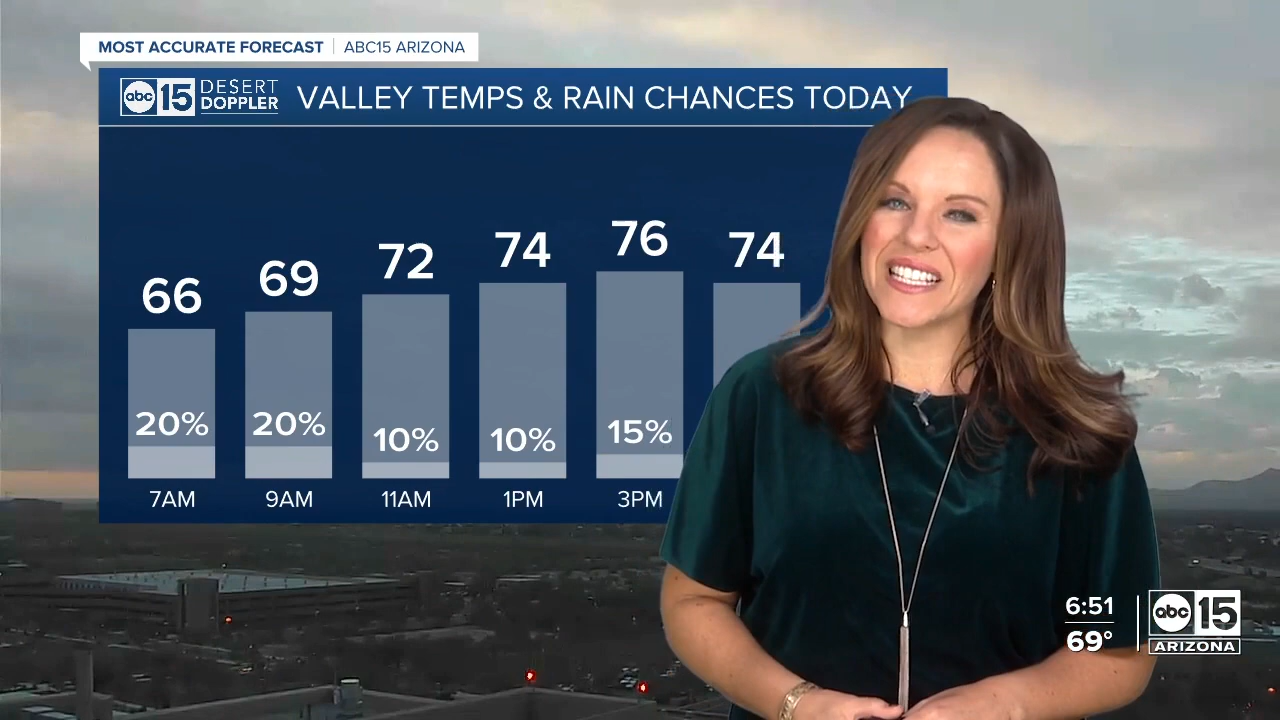 MOST ACCURATE FORECAST | ABC15 ARIZONA
abc 15 DESERT DOPPLER
VALLEY TEMPS & RAIN CHANCES TODAY
66 69 72 74 76 74
20% 20% 10% 10% 15%
7AM 9AM 11AM 1PM 3PM
6:51
69°
abc 15
ARIZONA